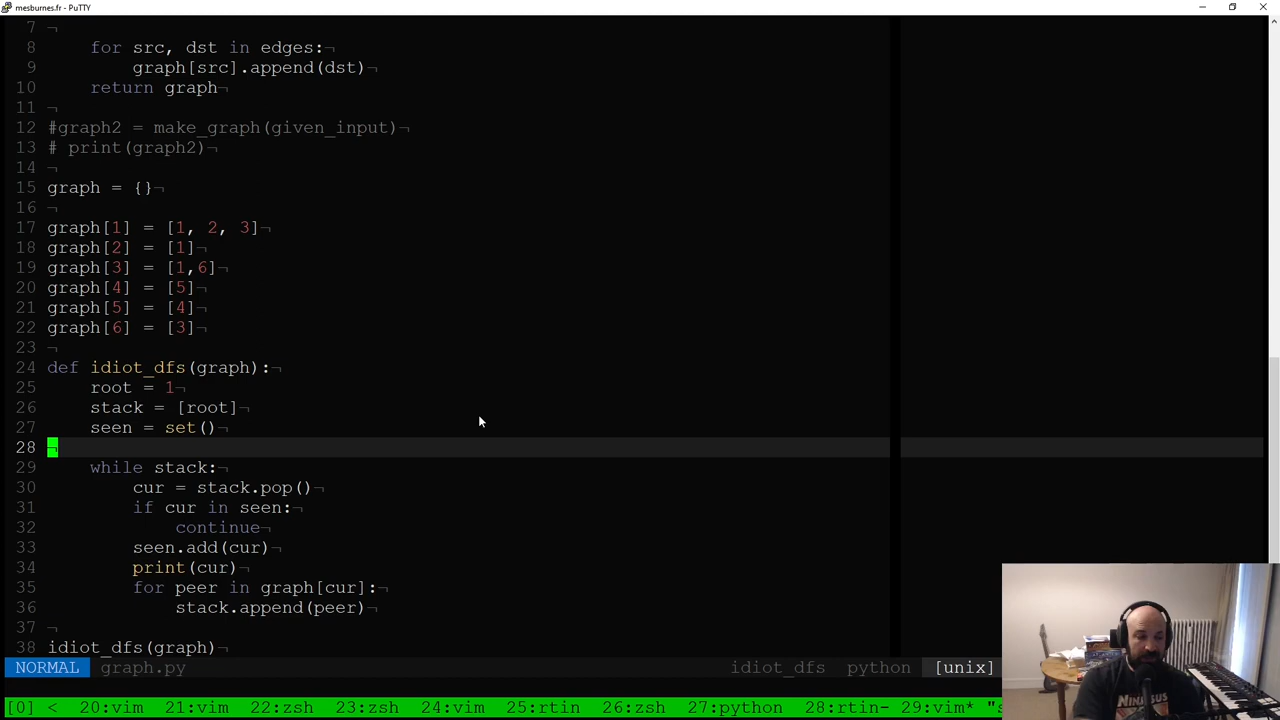 mesburnes.fr - PuTTY
7 ¬
8 for src, dst in edges:¬
9 graph[src].append(dst)¬
10 return graph¬
11 ¬
12 #graph2 = make_graph(given_input)¬
13 # print(graph2)¬
14 ¬
15 graph = {}¬
16 ¬
17 graph[1] = [1, 2, 3]¬
18 graph[2] = [1]¬
19 graph[3] = [1,6]¬
20 graph[4] = [5]¬
21 graph[5] = [4]¬
22 graph[6] = [3]¬
23 ¬
24 def idiot_dfs(graph):¬
25 root = 1¬
26 stack = [root]¬
27 seen = set()¬
28 ¬
29 while stack:¬
30 cur = stack.pop()¬
31 if cur in seen:¬
32 continue¬
33 seen.add(cur)¬
34 print(cur)¬
35 for peer in graph[cur]:¬
36 stack.append(peer)¬
37 ¬
38 idiot_dfs(graph)¬
NORMAL graph.py idiot_dfs python [unix]
[0] < 20:vim 21:vim 22:zsh 23:zsh 24:vim 25:rtin 26:zsh 27:python 28:rtin- 29:vim* "s